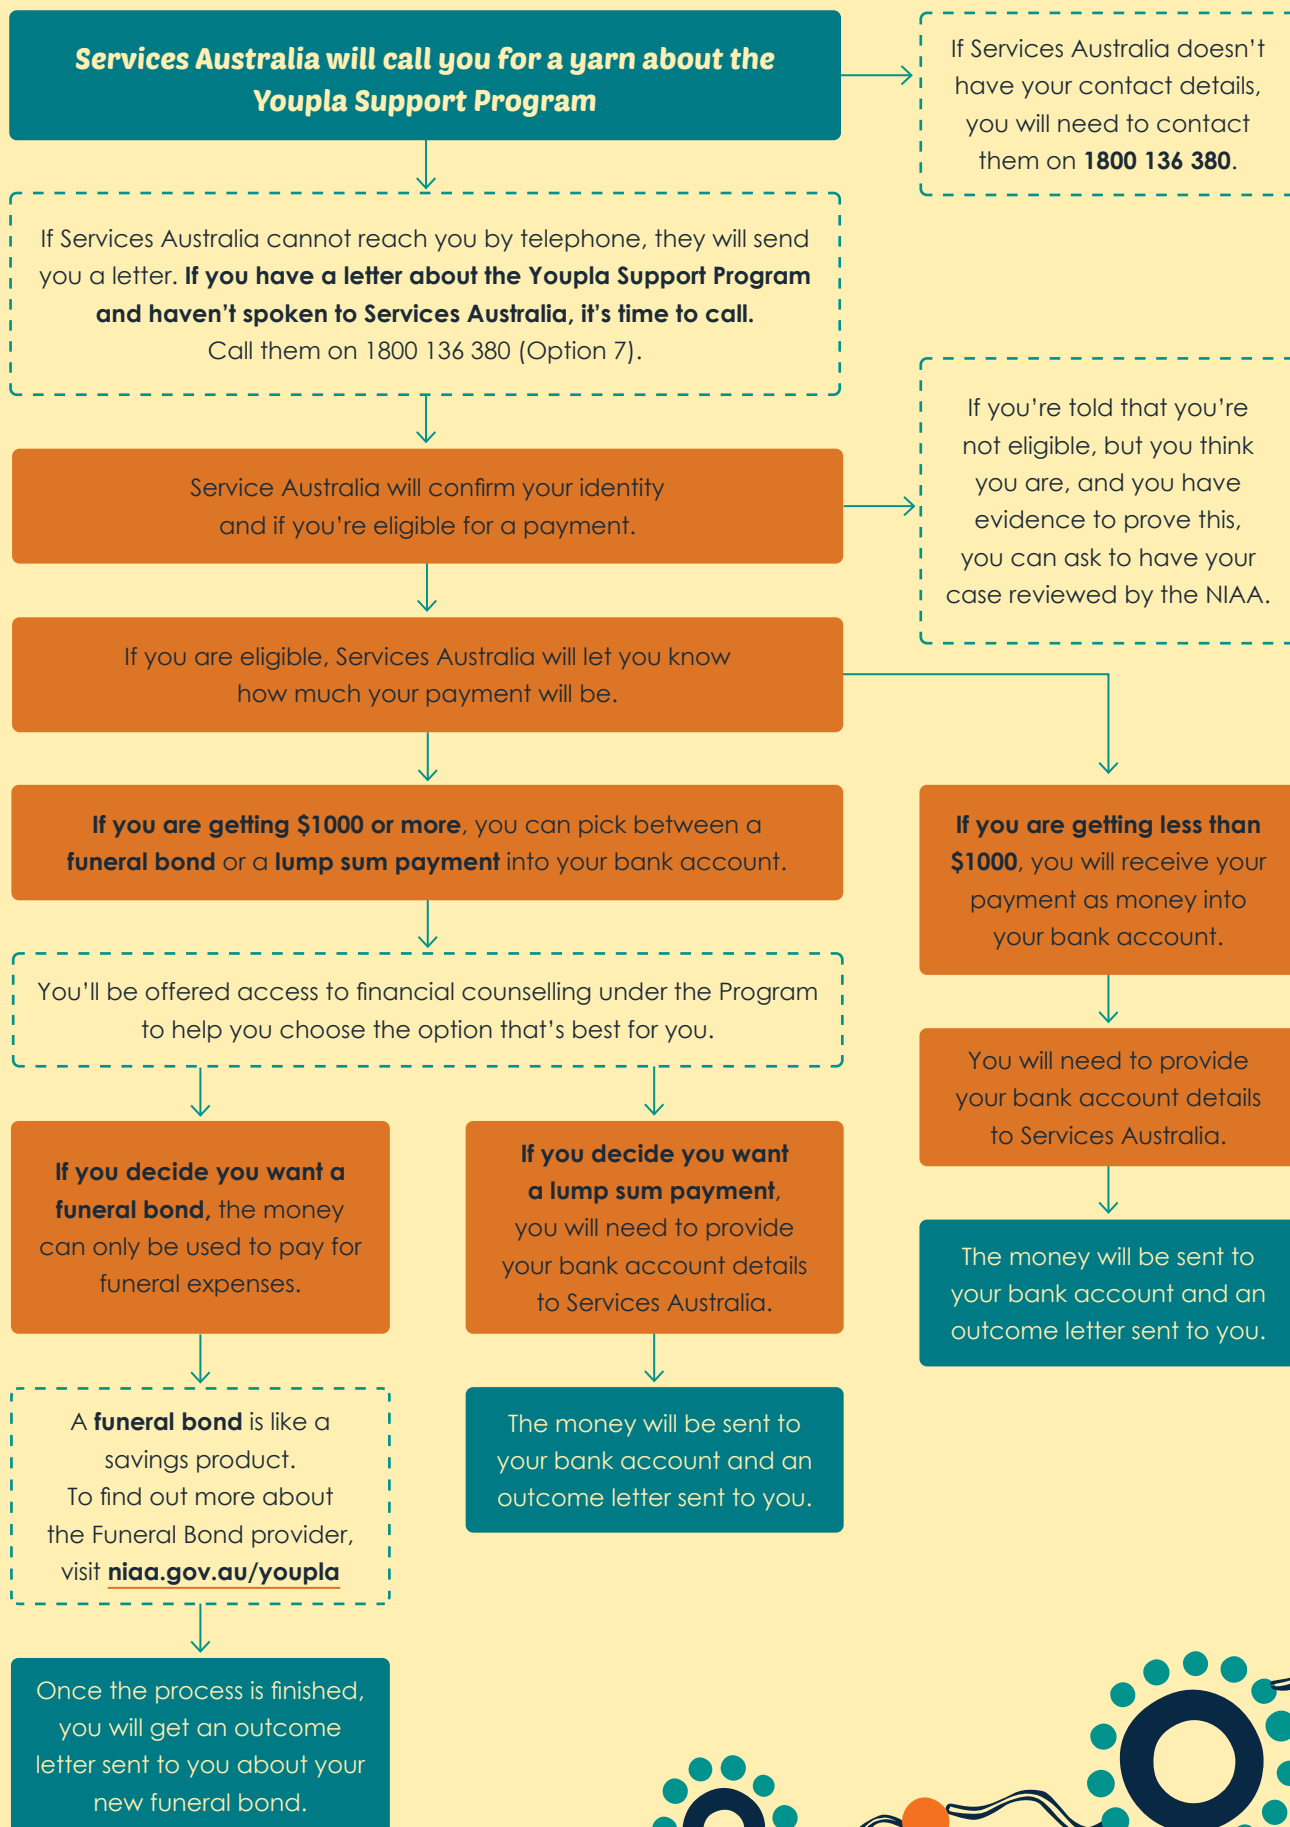 Services Australia will call you for a yarn about the
Youpla Support Program
If Services Australia doesn't
have your contact details,
you will need to contact
them on 1800 136 380.
If Services Australia cannot reach you by telephone, they will send
you a letter. If you have a letter about the Youpla Support Program
and haven't spoken to Services Australia, it's time to call.
Call them on 1800 136 380 (Option 7).
Service Australia will confirm your identity
and if you're eligible for a payment.
If you're told that you're
not eligible, but you think
you are, and you have
evidence to prove this,
you can ask to have your
case reviewed by the NIAA.
If you are eligible, Services Australia will let you know
how much your payment will be.
If you are getting $1000 or more, you can pick between a
funeral bond or a lump sum payment into your bank account.
If you are getting less than
$1000, you will receive your
payment as money into
your bank account.
You'll be offered access to financial counselling under the Program
to help you choose the option that's best for you.
You will need to provide
your bank account details
to Services Australia.
If you decide you want a
funeral bond, the money
can only be used to pay for
funeral expenses.
If you decide you want
a lump sum payment,
you will need to provide
your bank account details
to Services Australia.
The money will be sent to
your bank account and an
outcome letter sent to you.
A funeral bond is like a
savings product.
To find out more about
the Funeral Bond provider,
visit niaa.gov.au/youpla
The money will be sent to
your bank account and an
outcome letter sent to you.
Once the process is finished,
you will get an outcome
letter sent to you about your
new funeral bond.